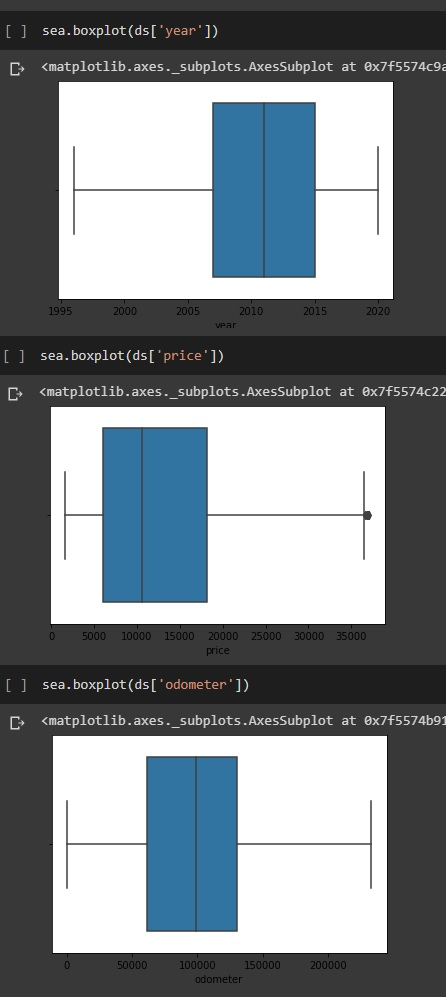 [ ] sea.boxplot(ds['year'])
<matplotlib.axes._subplots.AxesSubplot at 0x7f5574c9a
1995 2000 2005 2010 2015 2020
year
[ ] sea.boxplot(ds['price'])
<matplotlib.axes._subplots.AxesSubplot at 0x7f5574c22
0 5000 10000 15000 20000 25000 30000 35000
price
[ ] sea.boxplot(ds['odometer'])
<matplotlib.axes._subplots.AxesSubplot at 0x7f5574b91
0 50000 100000 150000 200000
odometer